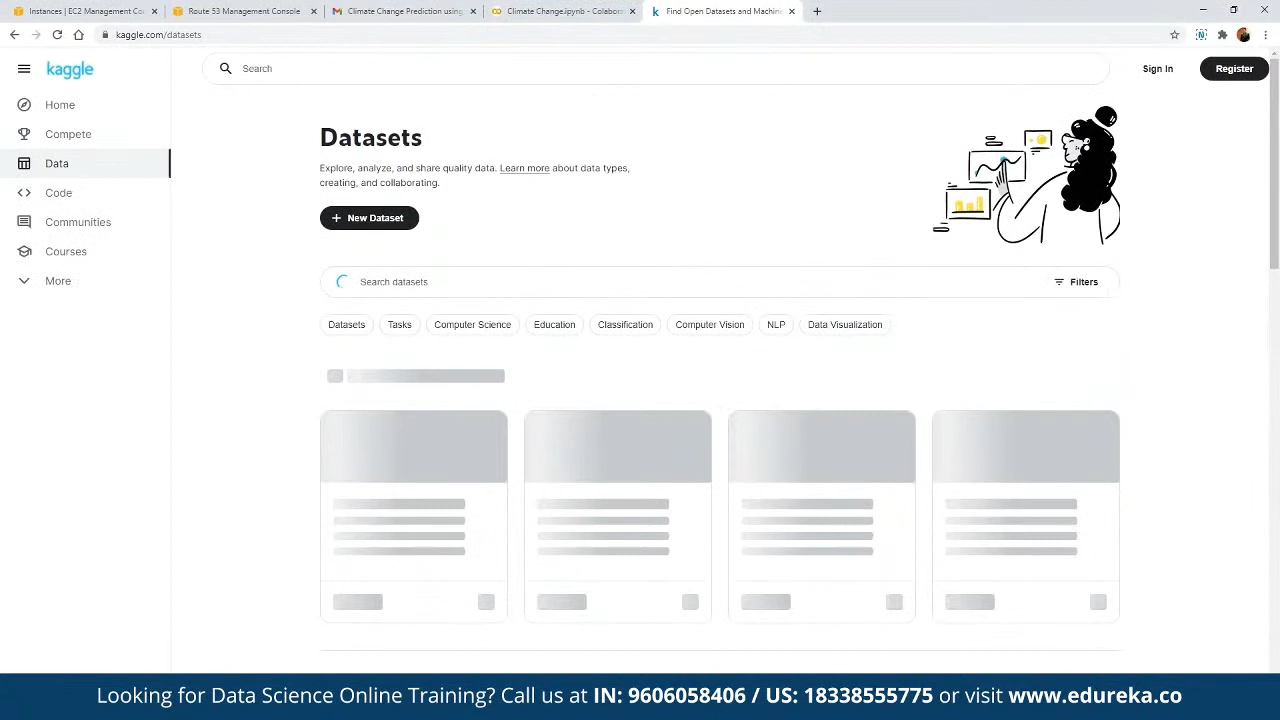 Instances | EC2 Management Co
Route 53 Management Console
Climate Change Prediction using
Climate Change.ipynb - Colabora
Find Open Datasets and Machine
kaggle.com/datasets
kaggle
Search
Sign In
Register
Home
Compete
Data
Code
Communities
Courses
More
Datasets
Explore, analyze, and share quality data. Learn more about data types,
creating, and collaborating.
+ New Dataset
Search datasets
Filters
Datasets
Tasks
Computer Science
Education
Classification
Computer Vision
NLP
Data Visualization
Looking for Data Science Online Training? Call us at IN: 9606058406 / US: 18338555775 or visit www.edureka.co